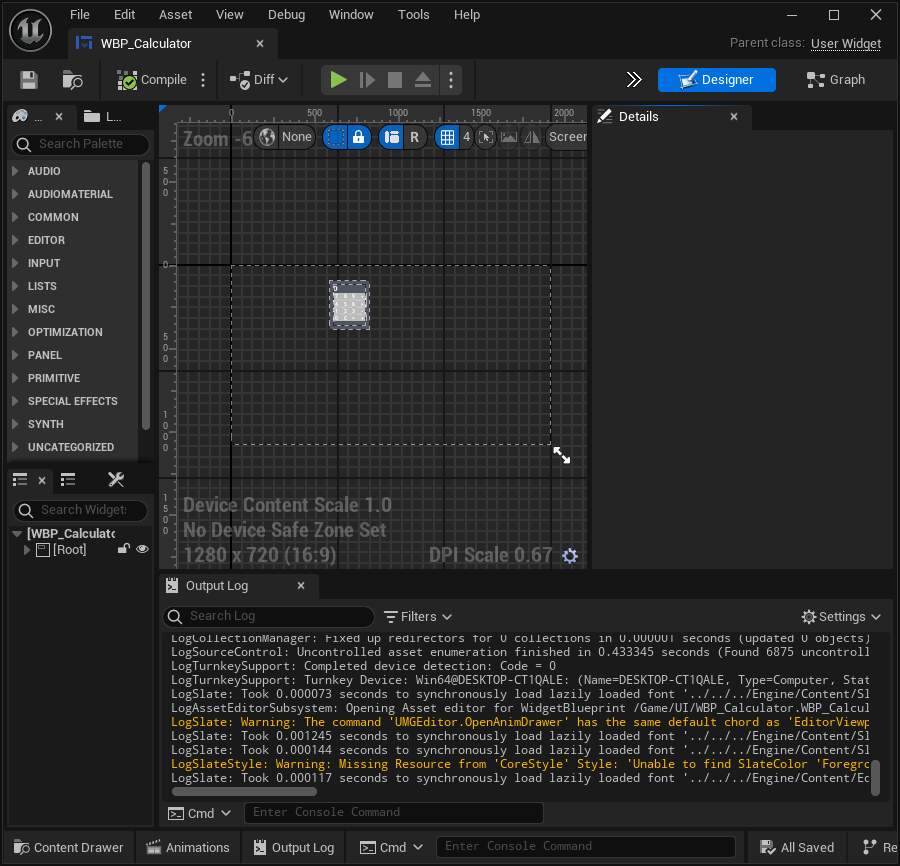 File Edit Asset View Debug Window Tools Help
WBP_Calculator
Parent class: User Widget
Compile Diff Designer Graph
... L... Details
Search Palette
AUDIO
AUDIOMATERIAL
COMMON
EDITOR
INPUT
LISTS
MISC
OPTIMIZATION
PANEL
PRIMITIVE
SPECIAL EFFECTS
SYNTH
UNCATEGORIZED
0 500 1000 1500 2000
Zoom -6 None R 4 Screen
500
0
500
1000
1500
Device Content Scale 1.0
No Device Safe Zone Set
1280 x 720 (16:9) DPI Scale 0.67
Search Widget
[WBP_Calculato
[Root]
Output Log
Search Log Filters Settings
LogCollectionManager: Fixed up redirectors for 0 collections in 0.000001 seconds (updated 0 objects)
LogSourceControl: Uncontrolled asset enumeration finished in 0.433345 seconds (Found 6875 uncontroll
LogTurnkeySupport: Completed device detection: Code = 0
LogTurnkeySupport: Turnkey Device: Win64@DESKTOP-CT1QALE: (Name=DESKTOP-CT1QALE, Type=Computer, Stat
LogSlate: Took 0.000073 seconds to synchronously load lazily loaded font '../../../Engine/Content/Sl
LogAssetEditorSubsystem: Opening Asset editor for WidgetBlueprint /Game/UI/WBP_Calculator.WBP_Calcul
LogSlate: Warning: The command 'UMGEditor.OpenAnimDrawer' has the same default chord as 'EditorViewp
LogSlate: Took 0.001245 seconds to synchronously load lazily loaded font '../../../Engine/Content/Sl
LogSlate: Took 0.000144 seconds to synchronously load lazily loaded font '../../../Engine/Content/Sl
LogSlateStyle: Warning: Missing Resource from 'CoreStyle' Style: 'Unable to find SlateColor 'Foregro
LogSlate: Took 0.000117 seconds to synchronously load lazily loaded font '../../../Engine/Content/Ed
Cmd Enter Console Command
Content Drawer Animations Output Log Cmd Enter Console Command All Saved Re